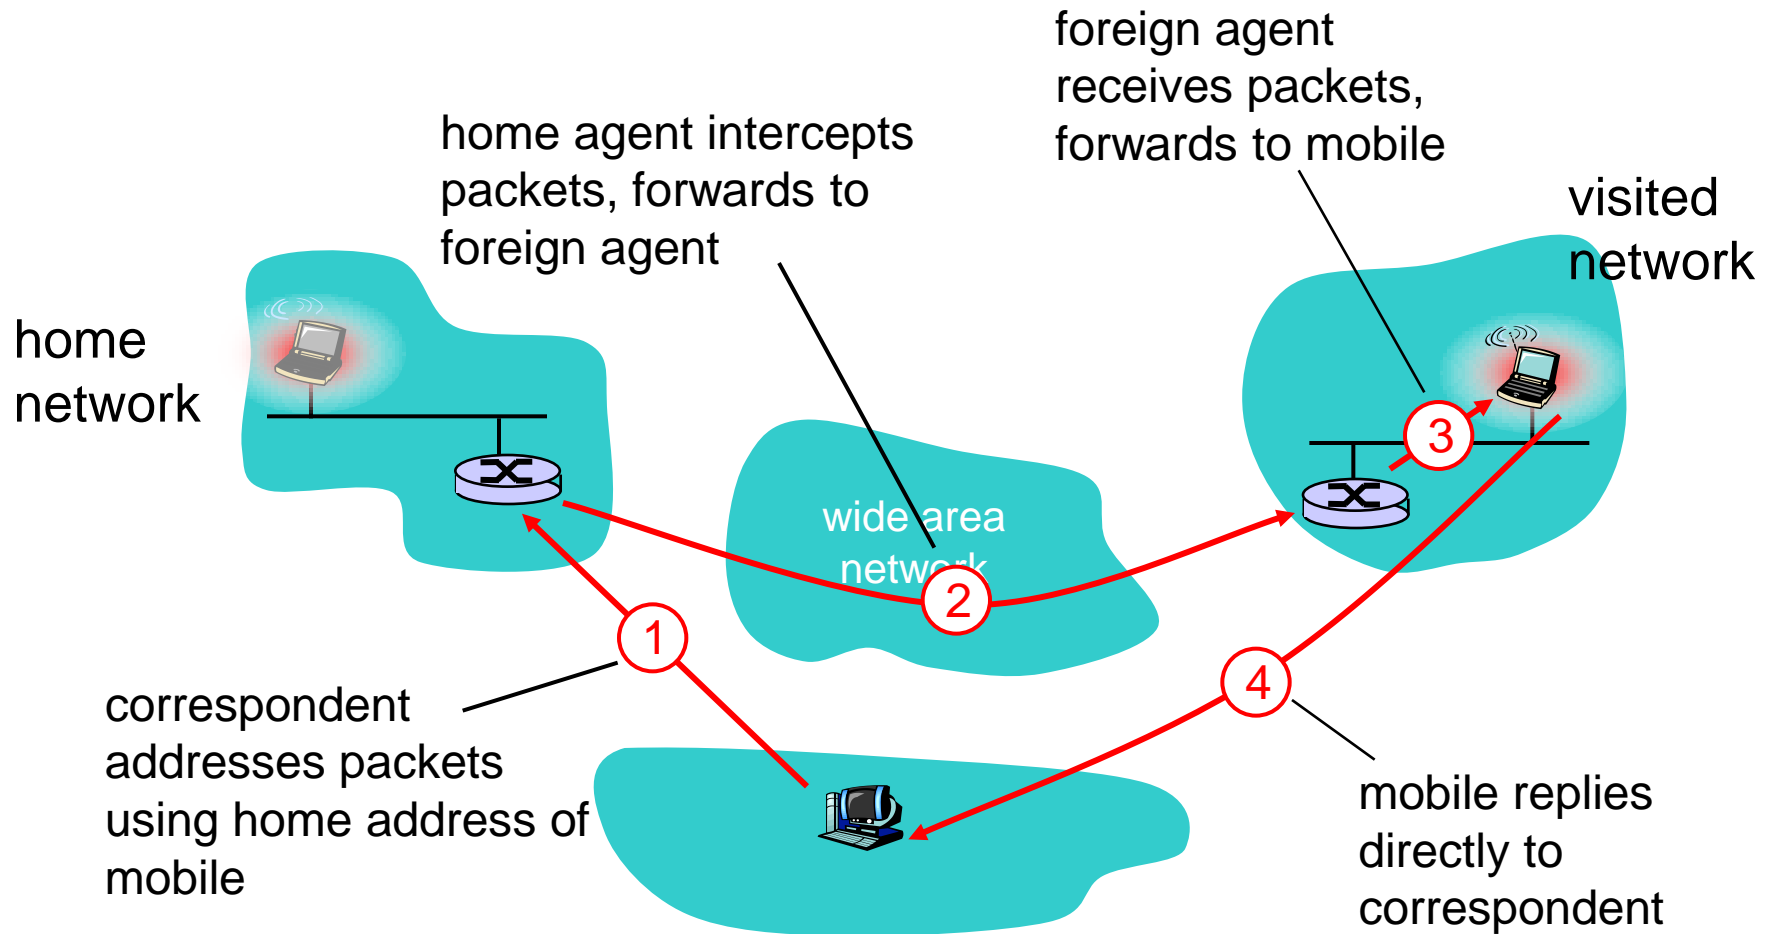 foreign agent
receives packets,
forwards to mobile
home agent intercepts
packets, forwards to
foreign agent
visited
network
home
network
3
wide area
network
2
1
4
correspondent
addresses packets
using home address of
mobile
mobile replies
directly to
correspondent